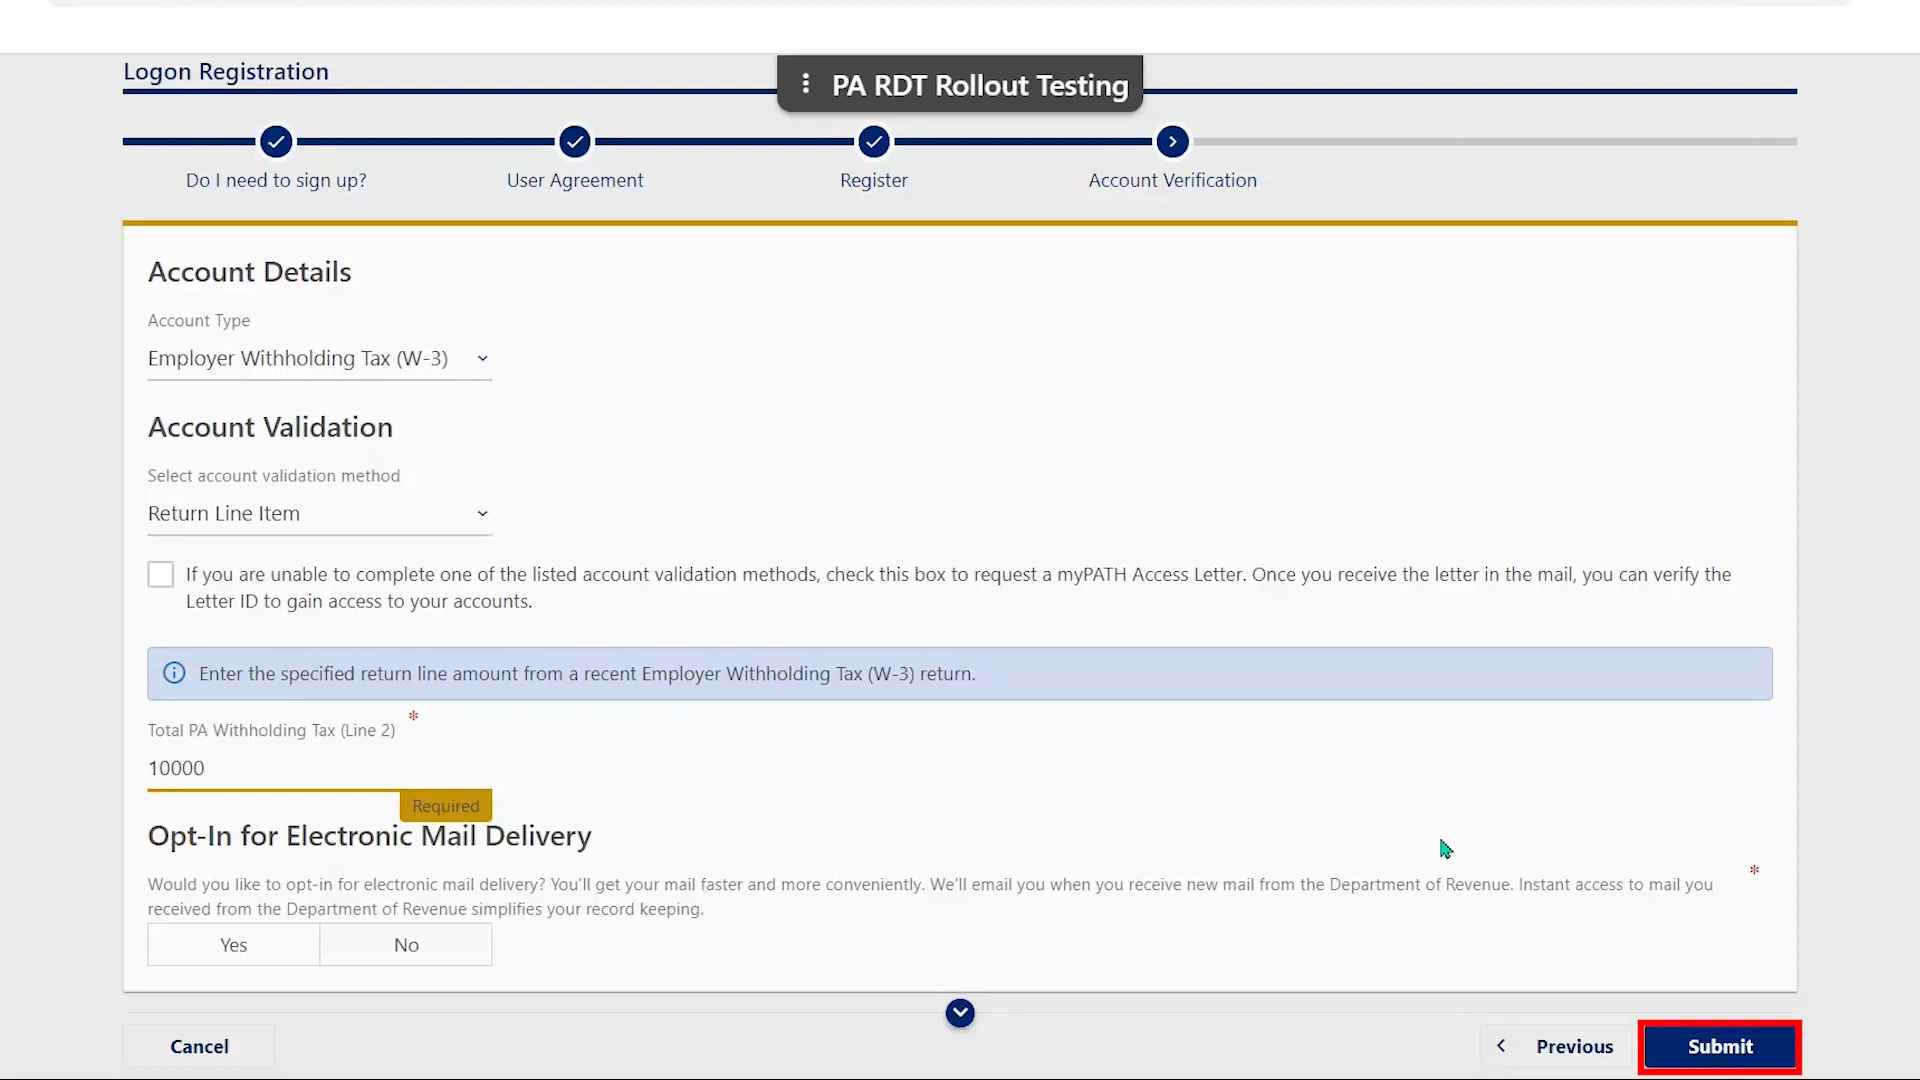 Logon Registration
PA RDT Rollout Testing
Do I need to sign up?
User Agreement
Register
Account Verification
Account Details
Account Type
Employer Withholding Tax (W-3)
Account Validation
Select account validation method
Return Line Item
If you are unable to complete one of the listed account validation methods, check this box to request a myPATH Access Letter. Once you receive the letter in the mail, you can verify the
Letter ID to gain access to your accounts.
Enter the specified return line amount from a recent Employer Withholding Tax (W-3) return.
Total PA Withholding Tax (Line 2) *
10000
Required
Opt-In for Electronic Mail Delivery
Would you like to opt-in for electronic mail delivery? You'll get your mail faster and more conveniently. We'll email you when you receive new mail from the Department of Revenue. Instant access to mail you *
received from the Department of Revenue simplifies your record keeping.
Yes
No
Cancel
Previous
Submit